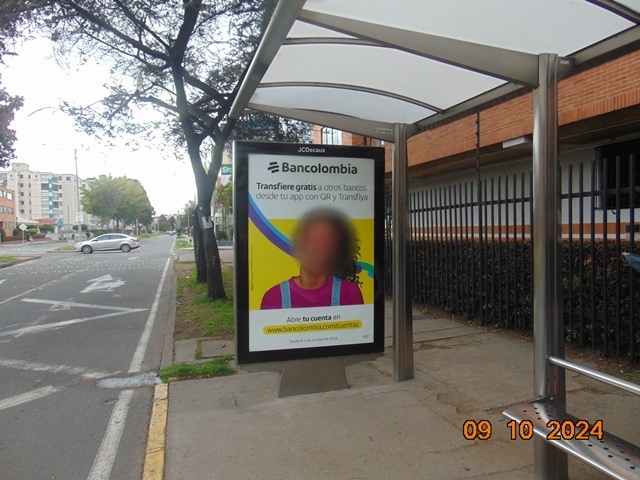 JCDecaux
Bancolombia
Transfiere gratis a otros bancos
desde tu app con QR y Transfiya
Abre tu cuenta en
www.bancolombia.com/cuentas
09 10 2024